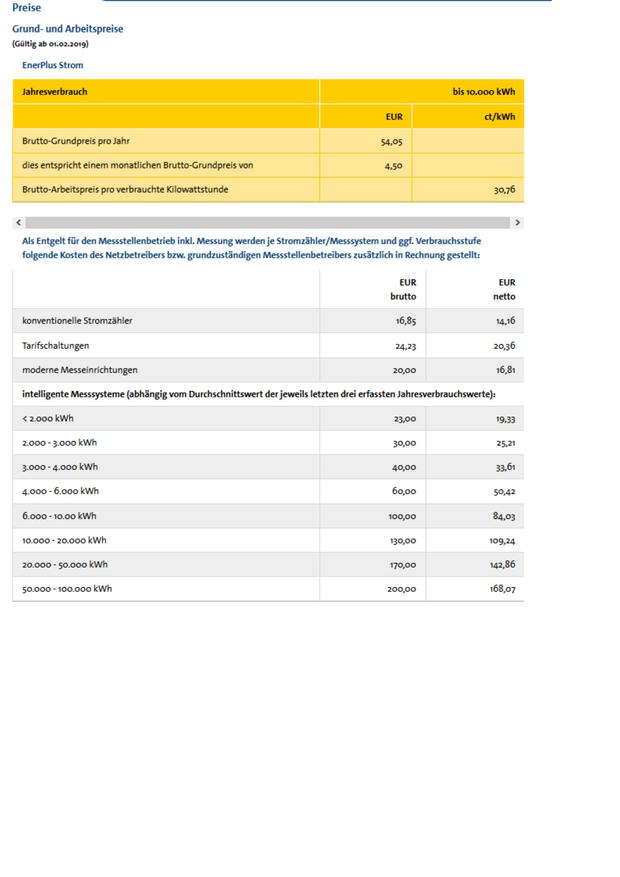 Preise
Grund- und Arbeitspreise
(Gültig ab 01.02.2019)
EnerPlus Strom
Jahresverbrauch bis 10.000 kWh
EUR ct/kWh
Brutto-Grundpreis pro Jahr 54,05
dies entspricht einem monatlichen Brutto-Grundpreis von 4,50
Brutto-Arbeitspreis pro verbrauchte Kilowattstunde 30,76
Als Entgelt für den Messstellenbetrieb inkl. Messung werden je Stromzähler/Messsystem und ggf. Verbrauchsstufe
folgende Kosten des Netzbetreibers bzw. grundzuständigen Messstellenbetreibers zusätzlich in Rechnung gestellt:
EUR EUR
brutto netto
konventionelle Stromzähler 16,85 14,16
Tarifschaltungen 24,23 20,36
moderne Messeinrichtungen 20,00 16,81
intelligente Messsysteme (abhängig vom Durchschnittswert der jeweils letzten drei erfassten Jahresverbrauchswerte):
< 2.000 kWh 23,00 19,33
2.000 - 3.000 kWh 30,00 25,21
3.000 - 4.000 kWh 40,00 33,61
4.000 - 6.000 kWh 60,00 50,42
6.000 - 10.00 kWh 100,00 84,03
10.000 - 20.000 kWh 130,00 109,24
20.000 - 50.000 kWh 170,00 142,86
50.000 - 100.000 kWh 200,00 168,07